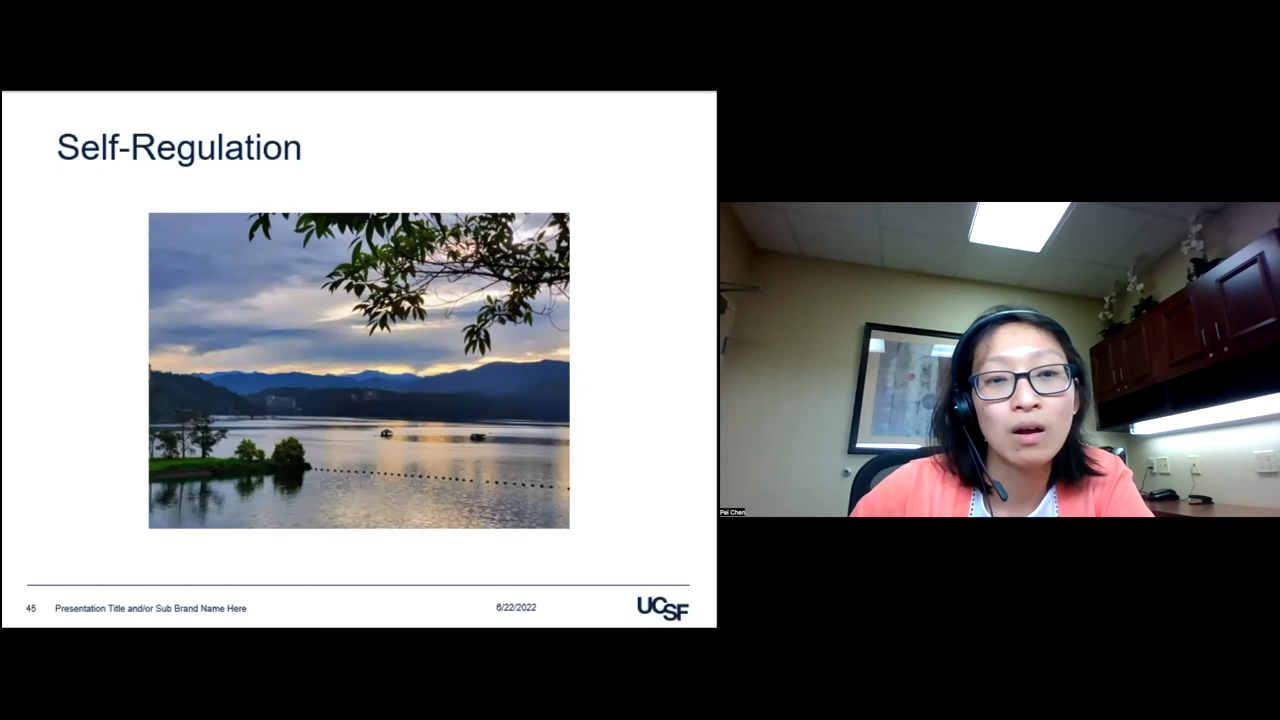 Self-Regulation
45 Presentation Title and/or Sub Brand Name Here 6/22/2022 UCSF
Pei Chen